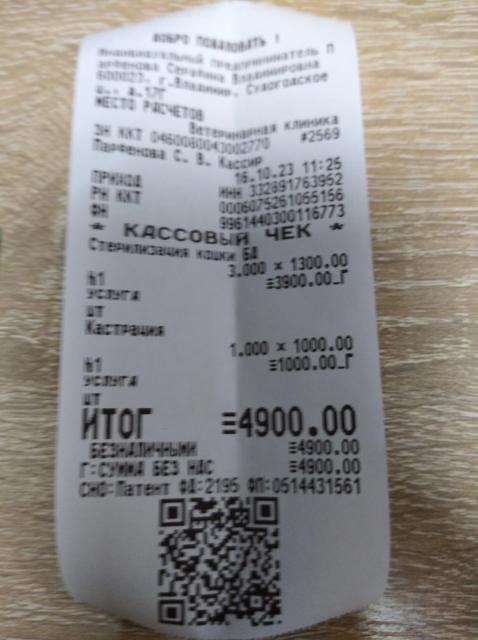 ДОБРО ПОЖАЛОВАТЬ !
Индивидуальный предприниматель П
арфенова Серафима Владимировна
600023, г.Владимир, Судогодское
ш., д.17Г
МЕСТО РАСЧЕТОВ
Ветеринарная клиника
ЗН ККТ 0460080043002770 #2569
Парфенова С. В. Кассир
16.10.23 11:25
ПРИХОД ИНН 332891763952
РН ККТ 0006075261055156
ФН 9961440300116773
* КАССОВЫЙ ЧЕК *
Стерилизация кошки БЛ
3.000 × 1300.00
№1 ≡3900.00_Г
УСЛУГА
шт
Кастрация
1.000 × 1000.00
№1 ≡1000.00_Г
УСЛУГА
шт
ИТОГ ≡4900.00
БЕЗНАЛИЧНЫМИ ≡4900.00
Г:СУММА БЕЗ НДС ≡4900.00
СНО:Патент ФД:2195 ФП:0514431561